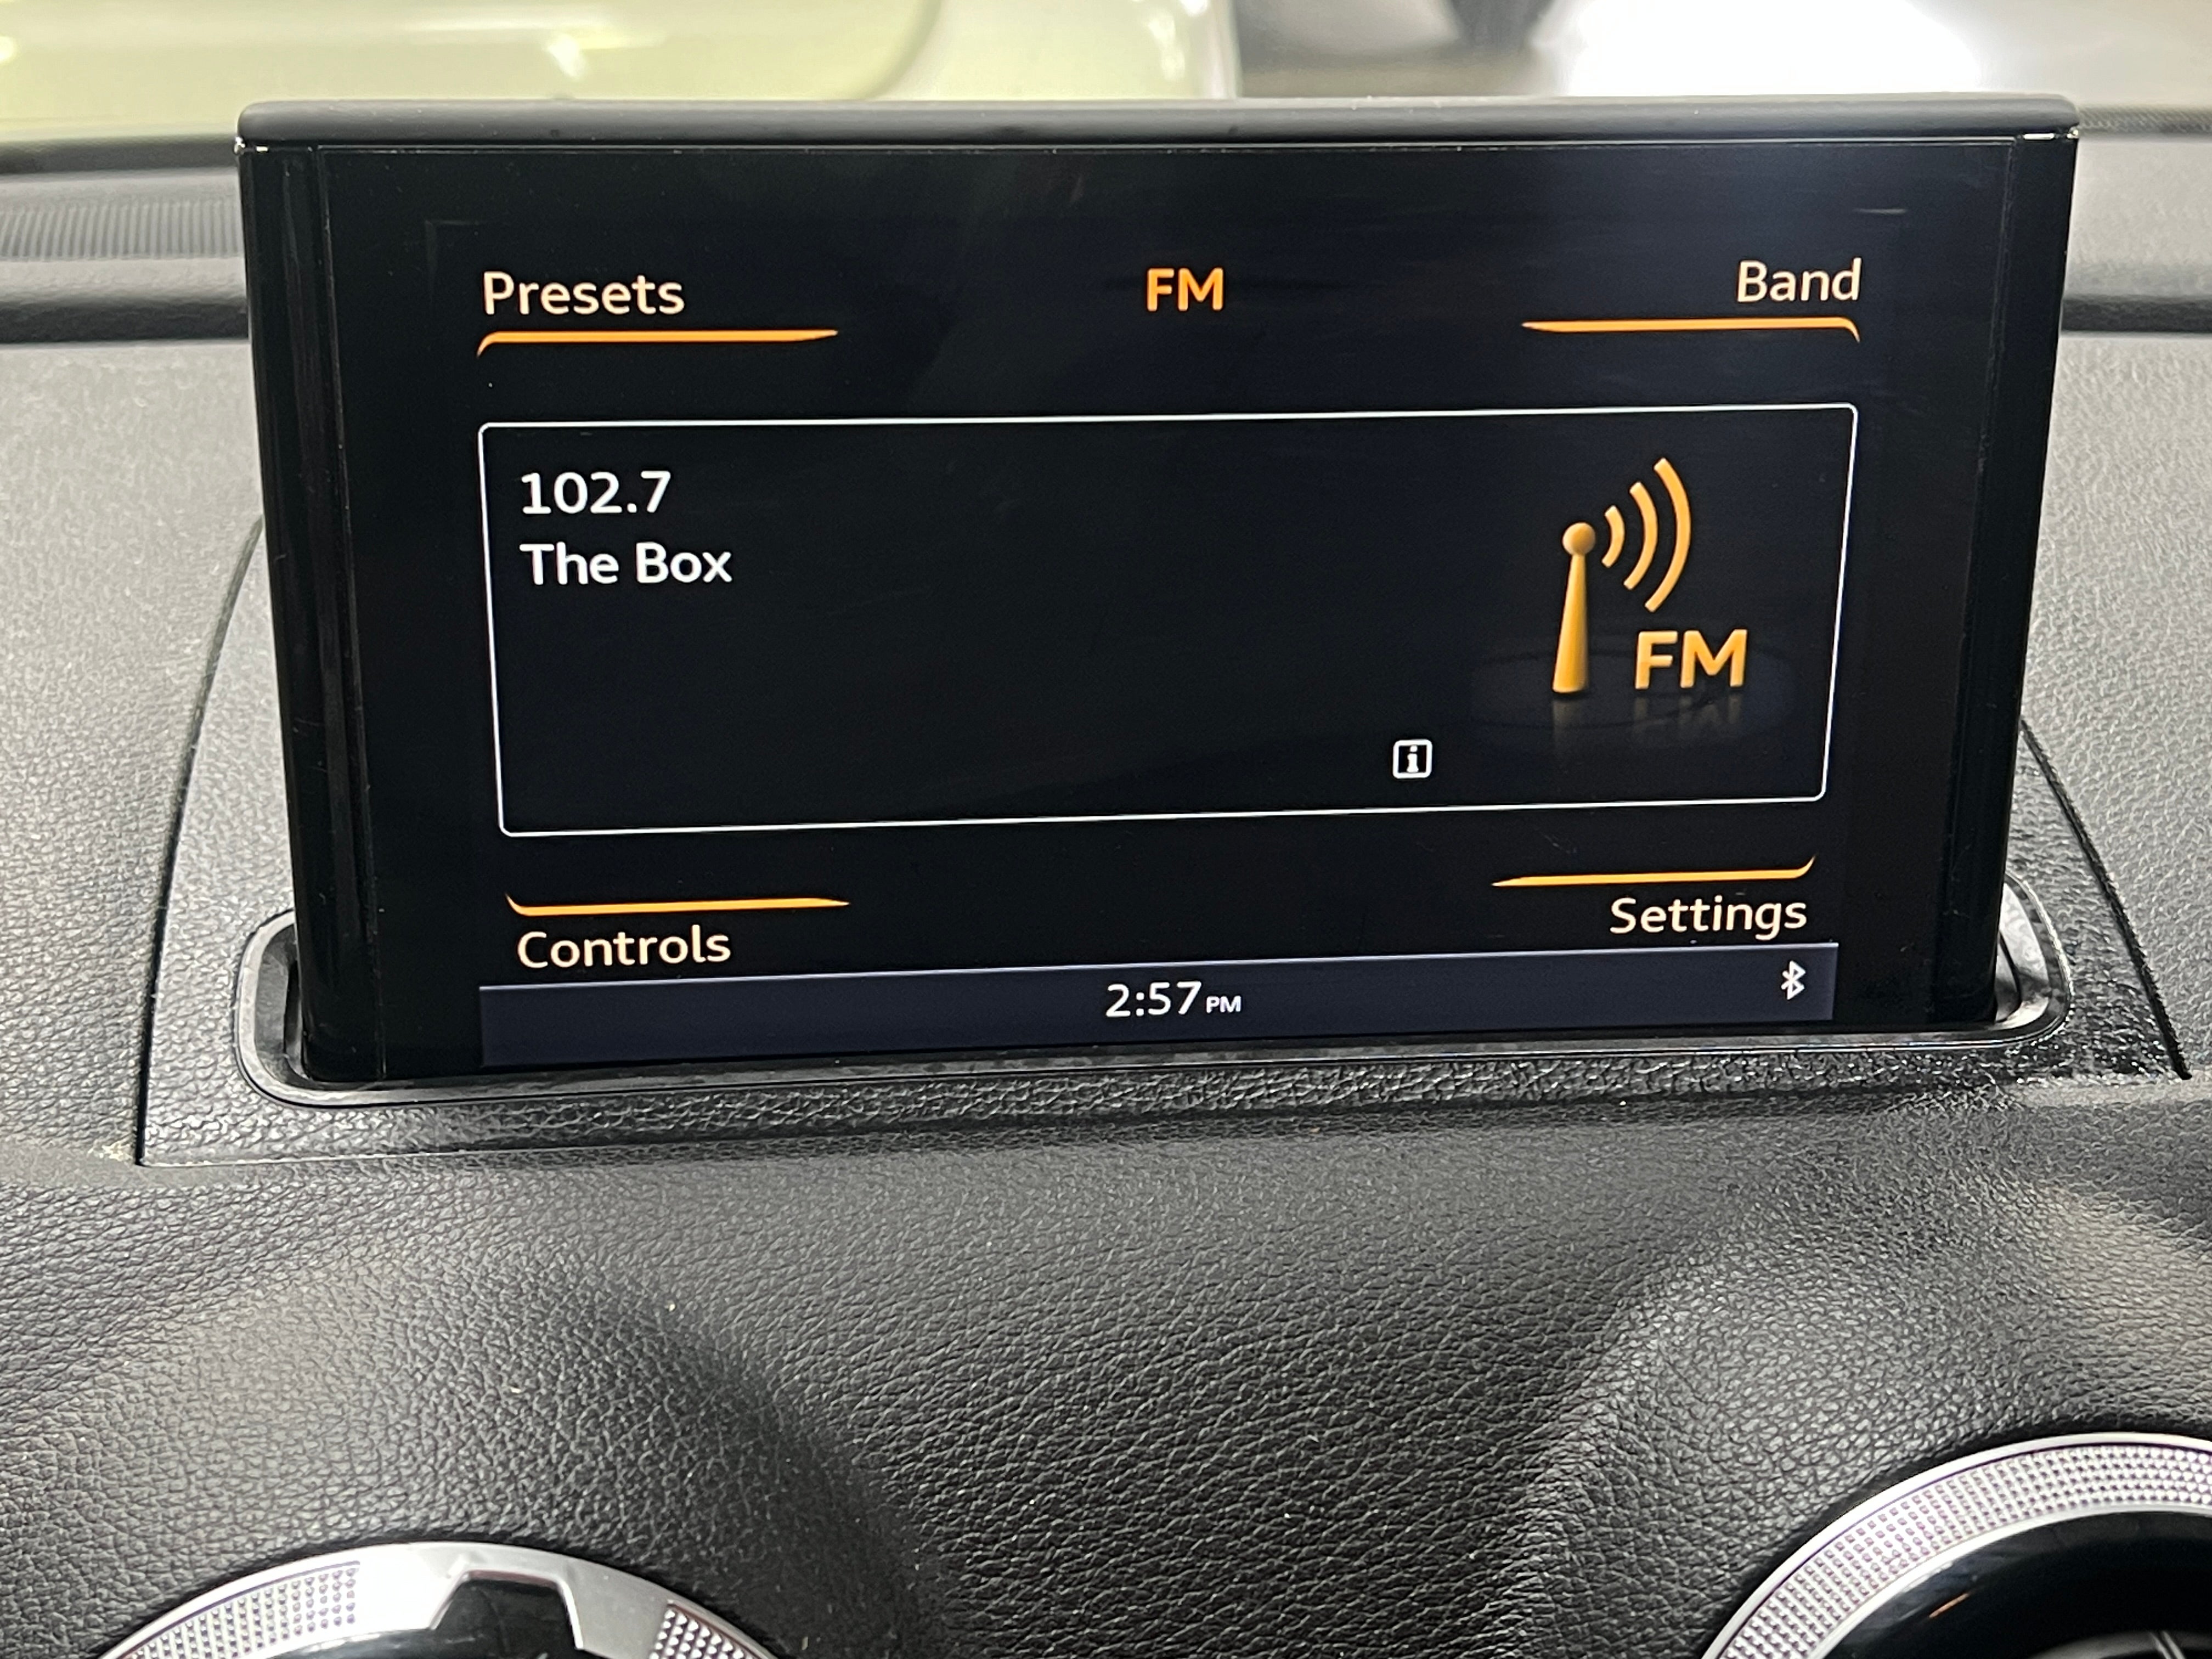 Presets
FM
Band
102.7
The Box
FM
i
Controls
Settings
2:57 PM